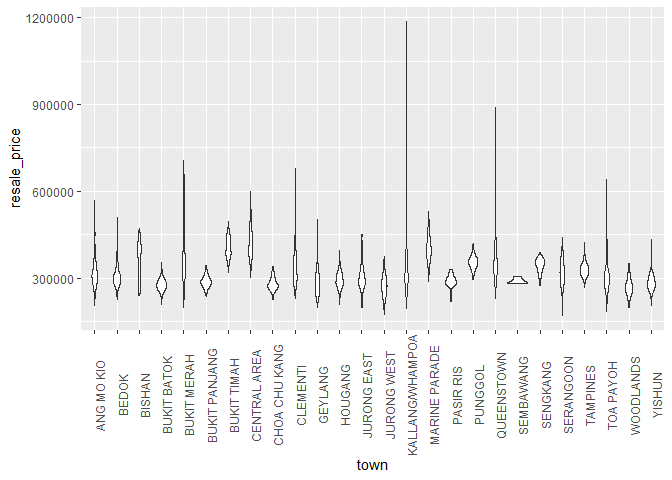 1200000
900000
600000
300000
resale_price
ANG MO KIO
BEDOK
BISHAN
BUKIT BATOK
BUKIT MERAH
BUKIT PANJANG
BUKIT TIMAH
CENTRAL AREA
CHOA CHU KANG
CLEMENTI
GEYLANG
HOUGANG
JURONG EAST
JURONG WEST
KALLANG/WHAMPOA
MARINE PARADE
PASIR RIS
PUNGGOL
QUEENSTOWN
SEMBAWANG
SENGKANG
SERANGOON
TAMPINES
TOA PAYOH
WOODLANDS
YISHUN
town